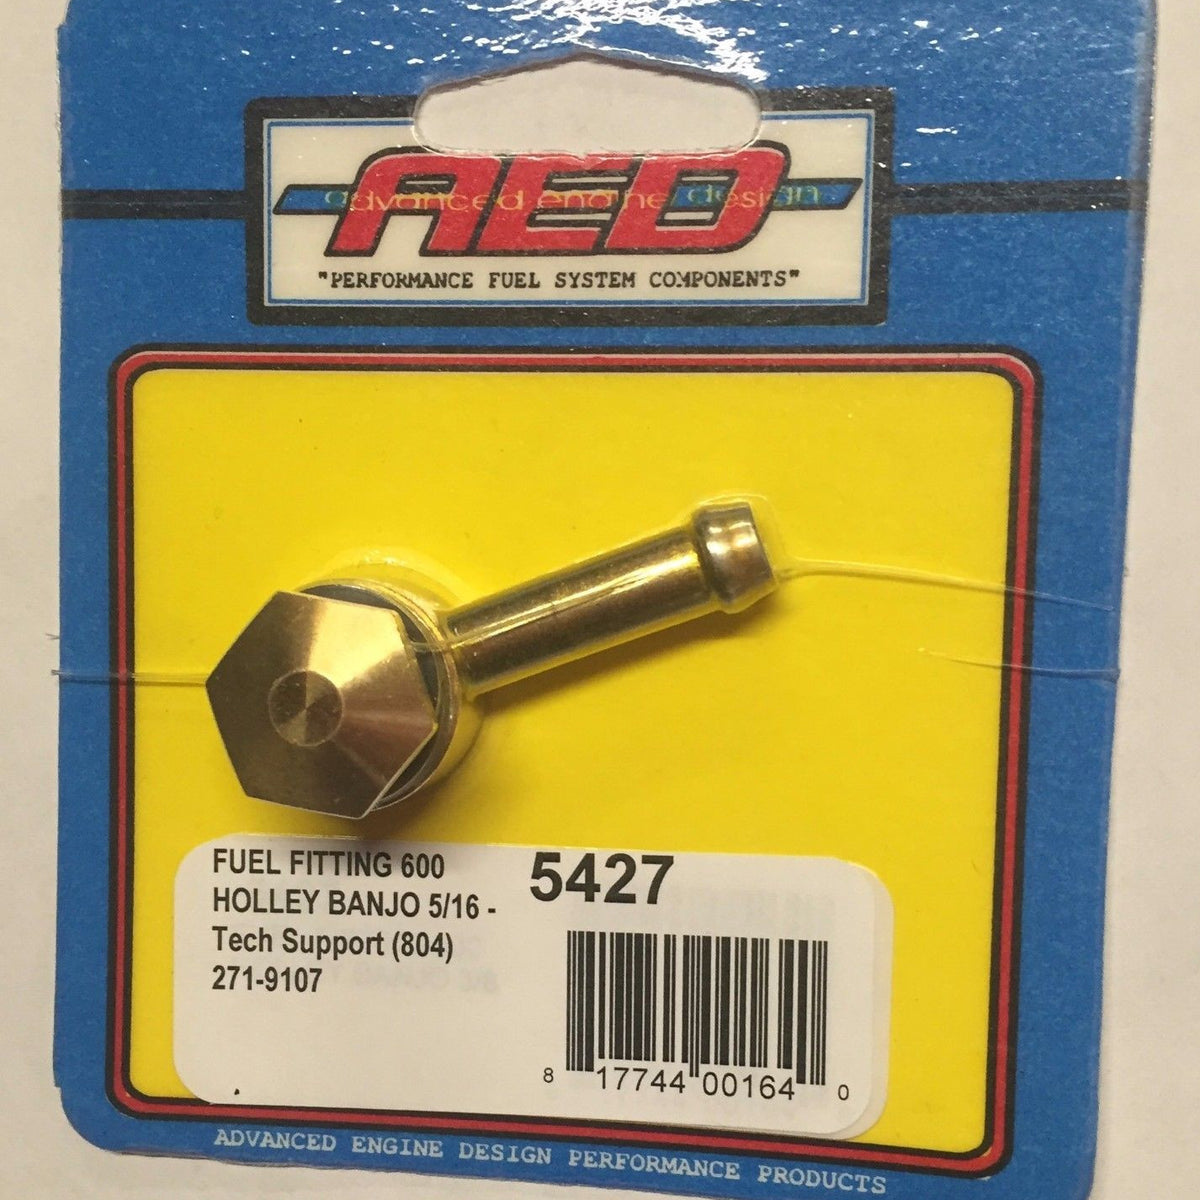 AED
advanced engine design
"PERFORMANCE FUEL SYSTEM COMPONENTS"
FUEL FITTING 600
HOLLEY BANJO 5/16 -
Tech Support (804)
271-9107
5427
8 17744 00164 0
ADVANCED ENGINE DESIGN PERFORMANCE PRODUCTS